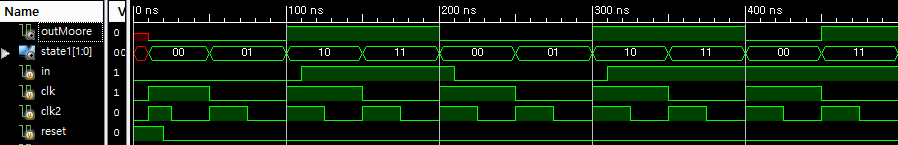 Name V 0 ns 100 ns 200 ns 300 ns 400 ns
outMoore 0
state1[1:0] 00 00 01 10 11 00 01 10 11 00 11
in 1
clk 1
clk2 0
reset 0